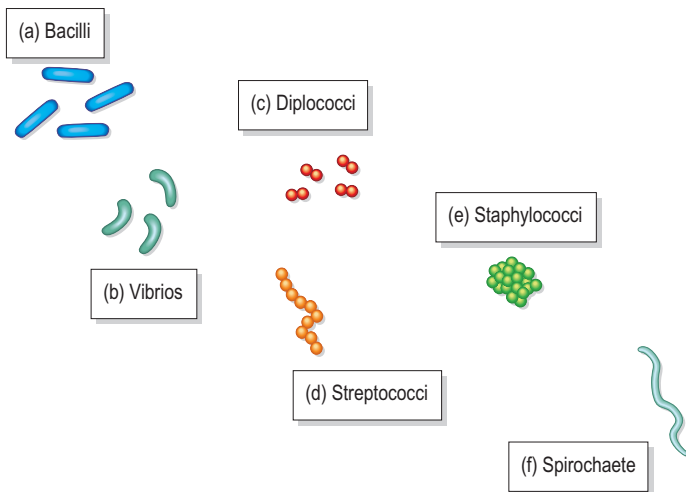 (a) Bacilli
(c) Diplococci
(e) Staphylococci
(b) Vibrios
(d) Streptococci
(f) Spirochaete